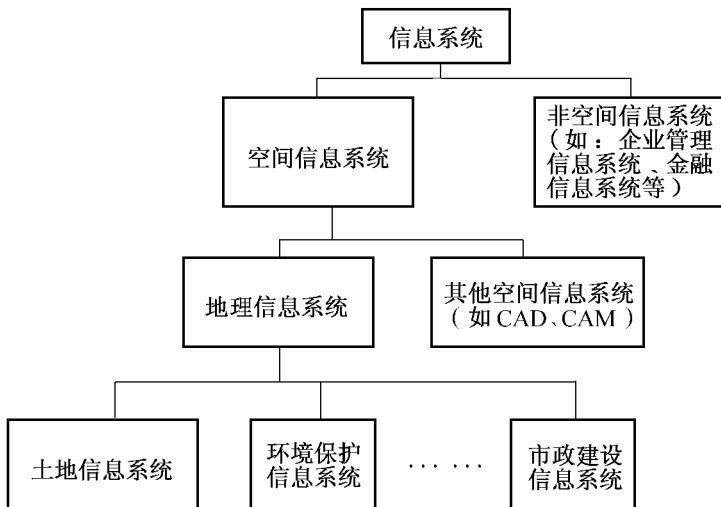 信息系统
空间信息系统
非空间信息系统
（如：企业管理
信息系统、金融
信息系统等）
地理信息系统
其他空间信息系统
（如CAD、CAM）
土地信息系统
环境保护
信息系统
… …
市政建设
信息系统